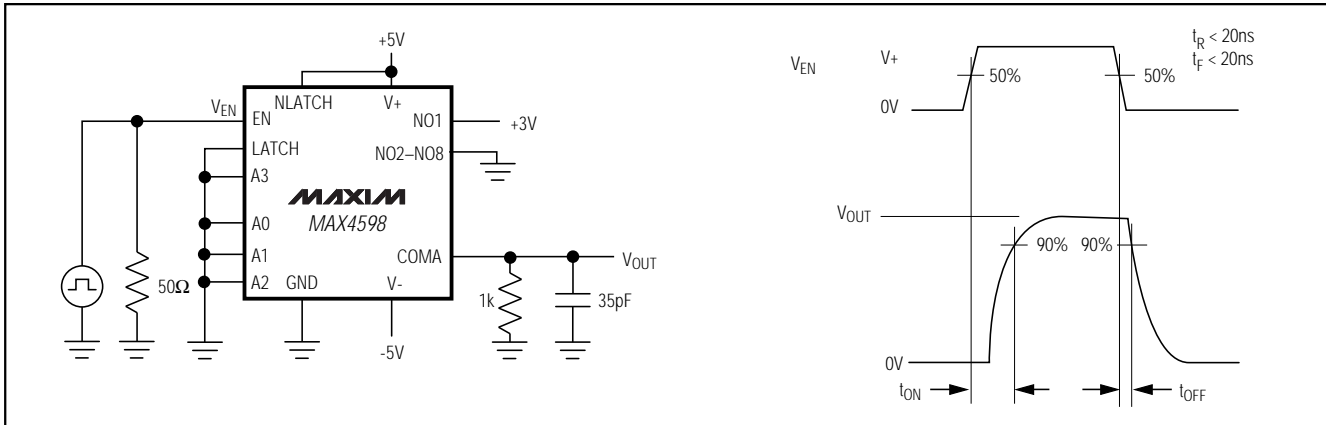 +5V
V_EN
NLATCH
V+
EN
NO1
+3V
LATCH
NO2–NO8
A3
MAXIM
MAX4598
A0
A1
COMA
V_OUT
A2
GND
V-
50Ω
1k
35pF
-5V
V_EN
V+
50%
50%
t_R < 20ns
t_F < 20ns
0V
V_OUT
90%
90%
0V
t_ON
t_OFF